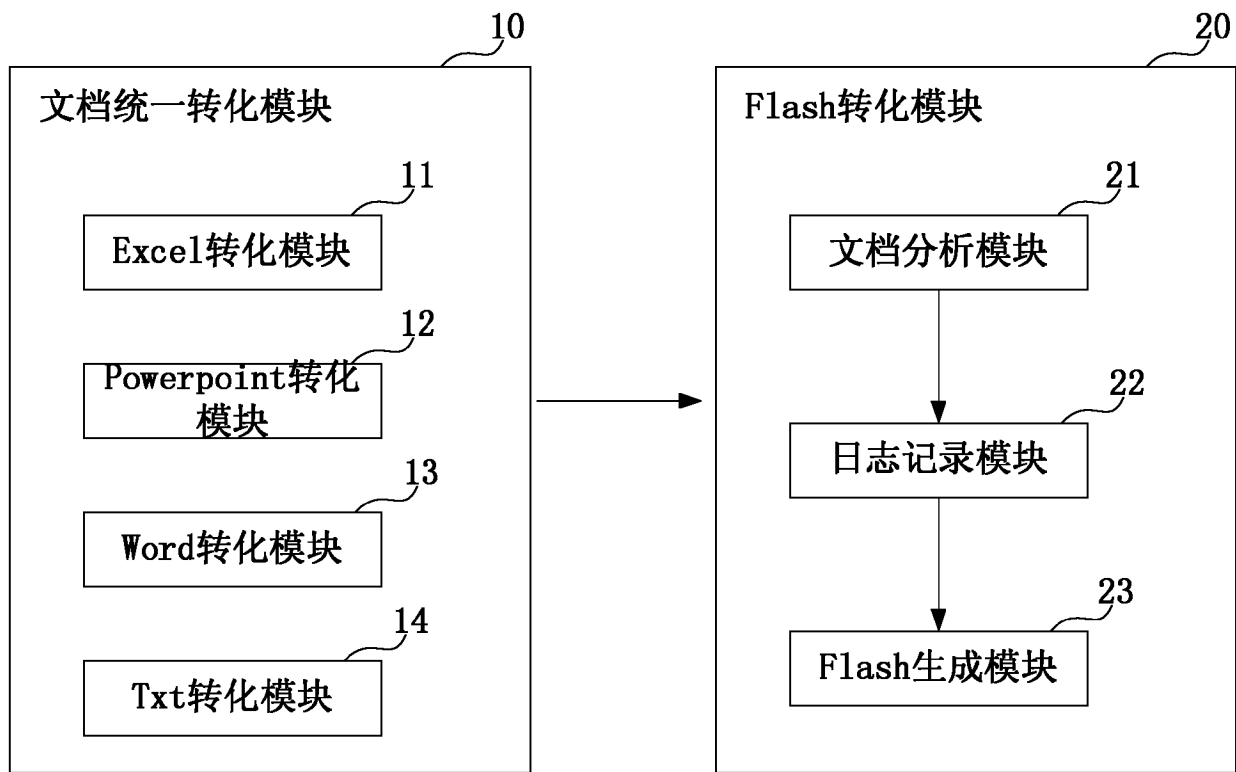 10
文档统一转化模块
11
Excel转化模块
12
Powerpoint转化
模块
13
Word转化模块
14
Txt转化模块
20
Flash转化模块
21
文档分析模块
22
日志记录模块
23
Flash生成模块